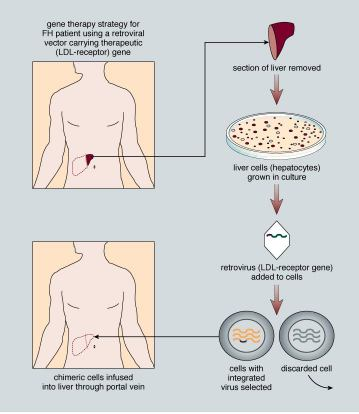 gene therapy strategy for
FH patient using a retroviral
vector carrying therapeutic
(LDL-receptor) gene
section of liver removed
liver cells (hepatocytes)
grown in culture
retrovirus (LDL-receptor gene)
added to cells
cells with
integrated
virus selected
discarded cell
chimeric cells infused
into liver through portal vein